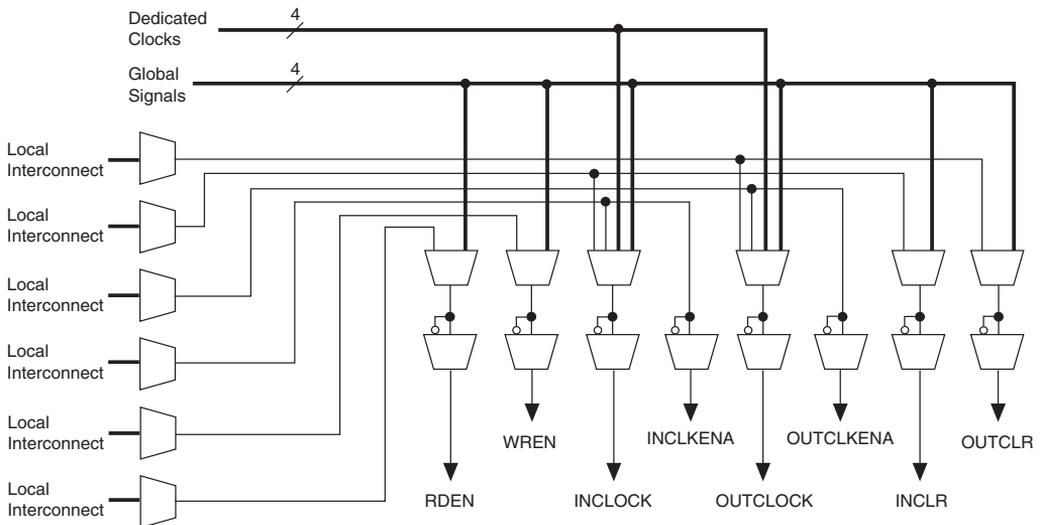 Dedicated
Clocks
4
Global
Signals
4
Local
Interconnect
Local
Interconnect
Local
Interconnect
Local
Interconnect
Local
Interconnect
Local
Interconnect
WREN
INCLKENA
OUTCLKENA
OUTCLR
RDEN
INCLOCK
OUTCLOCK
INCLR